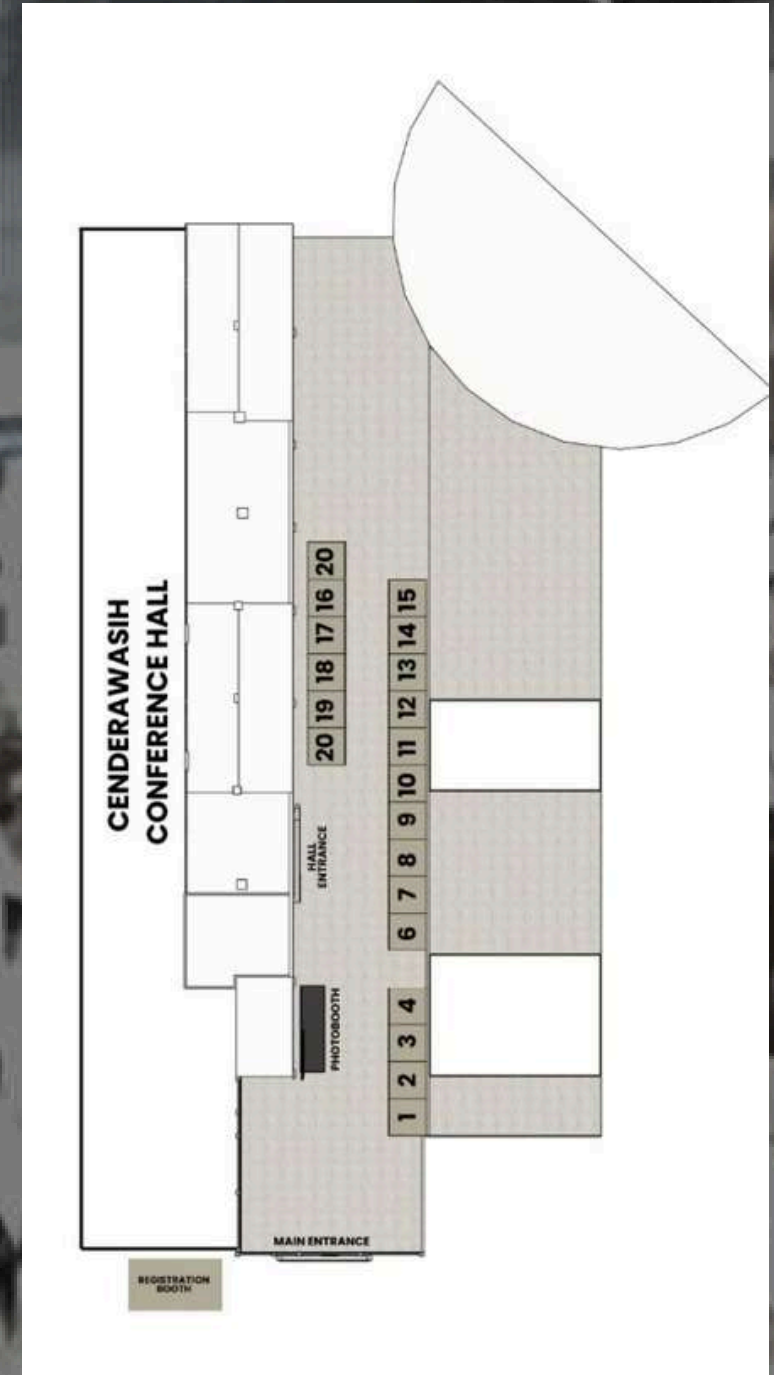 CENDERAWASIH
CONFERENCE HALL
20
16
17
18
19
20
15
14
13
12
11
10
9
8
7
6
4
3
2
1
HALL
ENTRANCE
PHOTOBOOTH
MAIN ENTRANCE
REGISTRATION
BOOTH